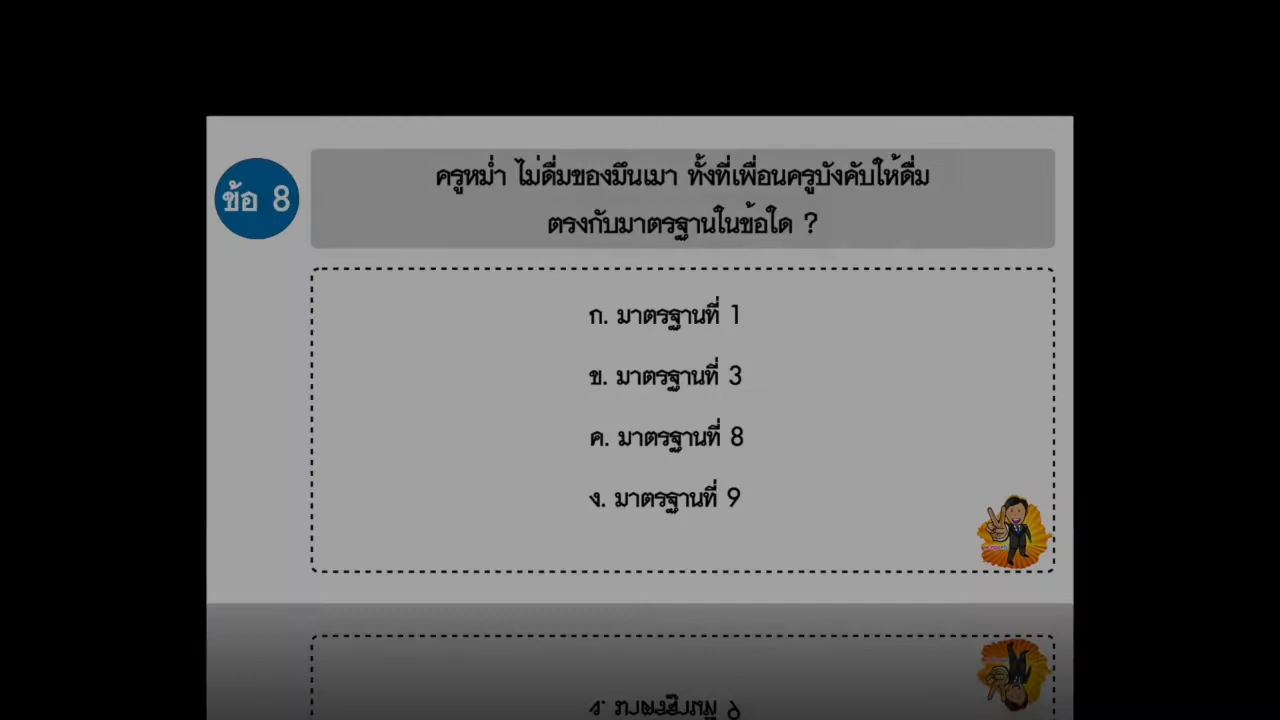 ข้อ 8
ครูหม่ำ ไม่ดื่มของมึนเมา ทั้งที่เพื่อนครูบังคับให้ดื่ม
ตรงกับมาตรฐานในข้อใด ?
ก. มาตรฐานที่ 1
ข. มาตรฐานที่ 3
ค. มาตรฐานที่ 8
ง. มาตรฐานที่ 9